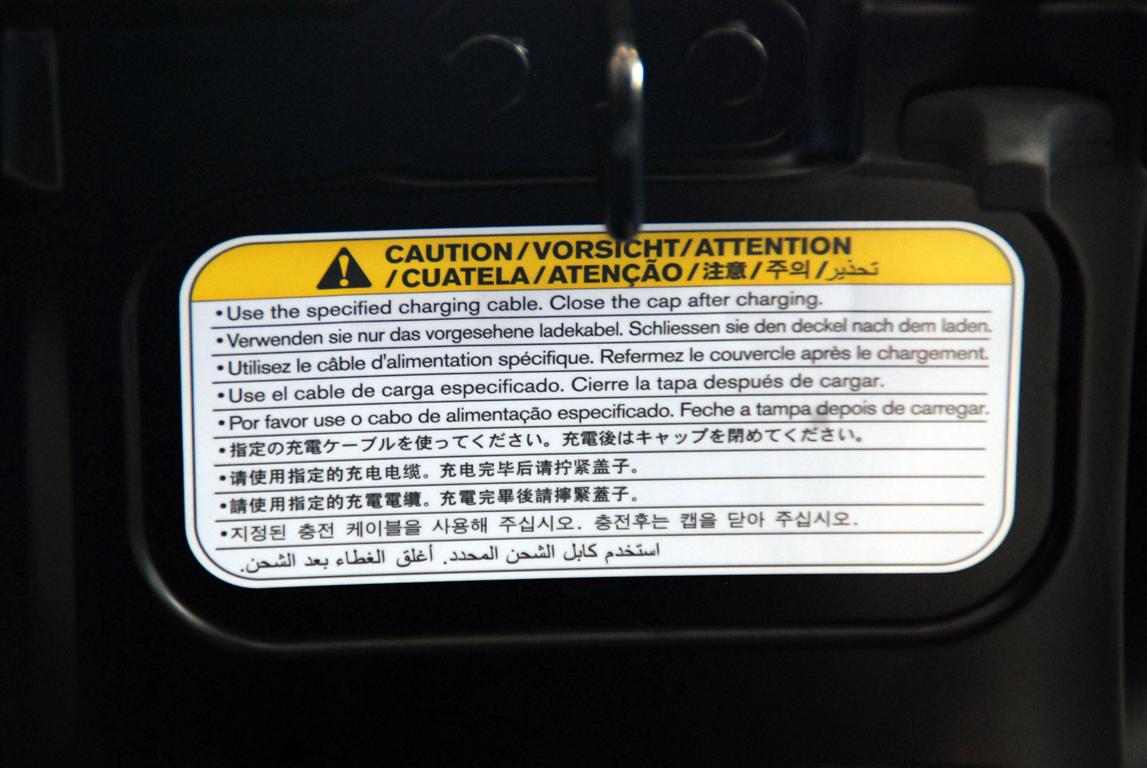 CAUTION/VORSICHT/ATTENTION
/CUATELA/ATENÇÃO/注意/주의/تحذير
•Use the specified charging cable. Close the cap after charging.
•Verwenden sie nur das vorgesehene ladekabel. Schliessen sie den deckel nach dem laden.
•Utilisez le câble d'alimentation spécifique. Refermez le couvercle après le chargement.
•Use el cable de carga especificado. Cierre la tapa después de cargar.
•Por favor use o cabo de alimentação especificado. Feche a tampa depois de carregar.
•指定の充電ケーブルを使ってください。充電後はキャップを閉めてください。
•请使用指定的充电电缆。充电完毕后请拧紧盖子。
•請使用指定的充電電纜。充電完畢後請擰緊蓋子。
•지정된 충전 케이블을 사용해 주십시오. 충전후는 캡을 닫아 주십시오.
استخدم كابل الشحن المحدد. أغلق الغطاء بعد الشحن.